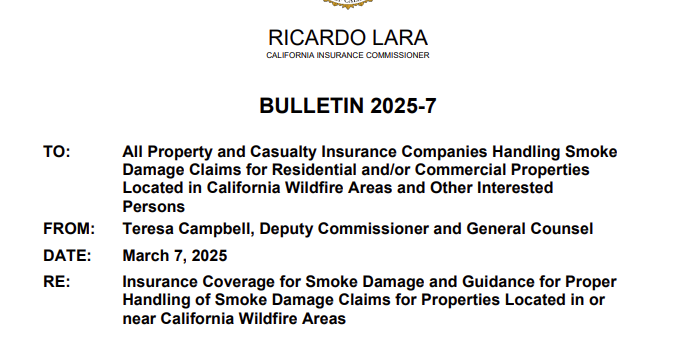 RICARDO LARA
CALIFORNIA INSURANCE COMMISSIONER
BULLETIN 2025-7
TO: All Property and Casualty Insurance Companies Handling Smoke
Damage Claims for Residential and/or Commercial Properties
Located in California Wildfire Areas and Other Interested
Persons
FROM: Teresa Campbell, Deputy Commissioner and General Counsel
DATE: March 7, 2025
RE: Insurance Coverage for Smoke Damage and Guidance for Proper
Handling of Smoke Damage Claims for Properties Located in or
near California Wildfire Areas